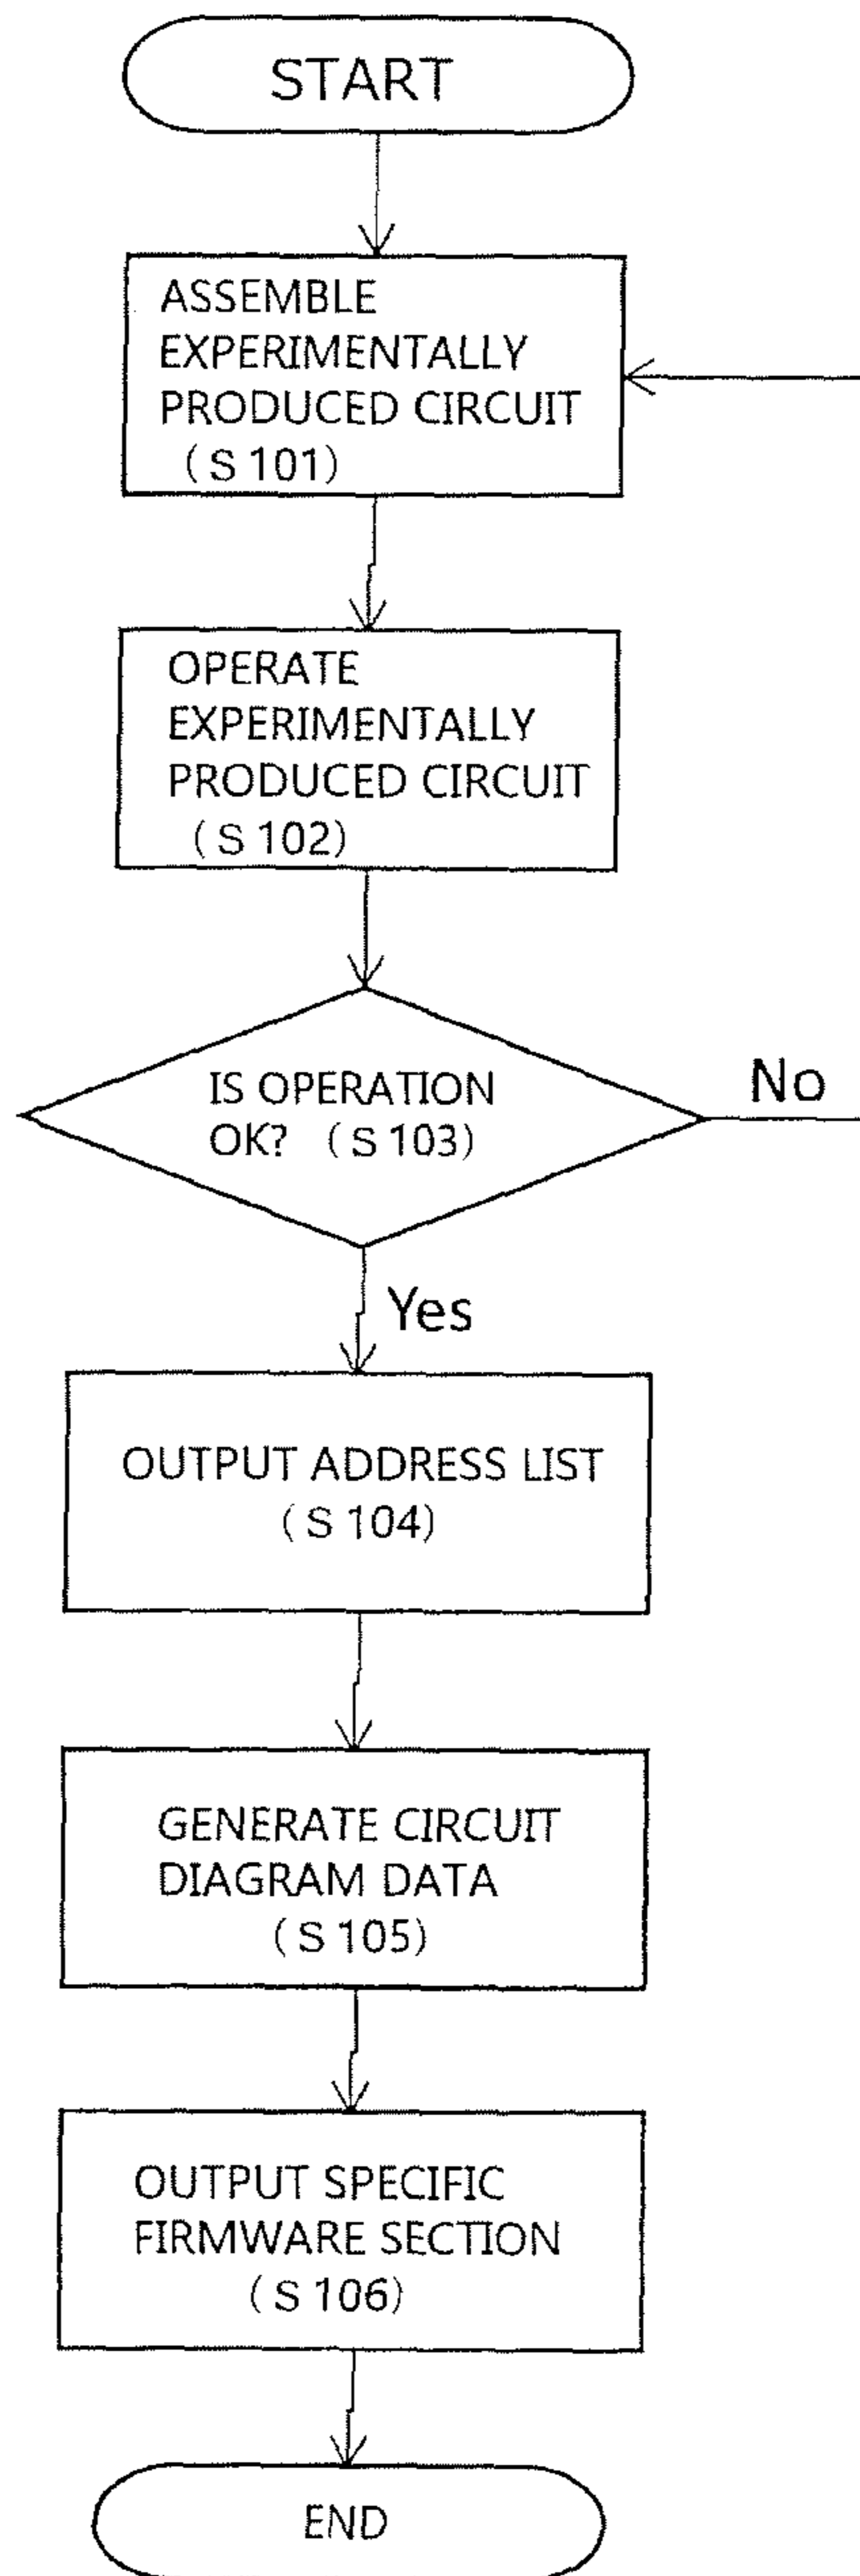 START
ASSEMBLE
EXPERIMENTALLY
PRODUCED CIRCUIT
(S101)
OPERATE
EXPERIMENTALLY
PRODUCED CIRCUIT
(S102)
IS OPERATION
OK? (S103)
No
Yes
OUTPUT ADDRESS LIST
(S104)
GENERATE CIRCUIT
DIAGRAM DATA
(S105)
OUTPUT SPECIFIC
FIRMWARE SECTION
(S106)
END